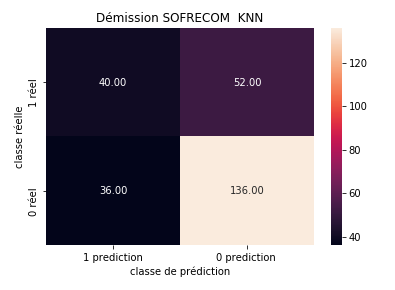 Démission SOFRECOM  KNN
classe réelle
1 réel
40.00
52.00
0 réel
36.00
136.00
1 prediction
0 prediction
classe de prédiction
120
100
80
60
40